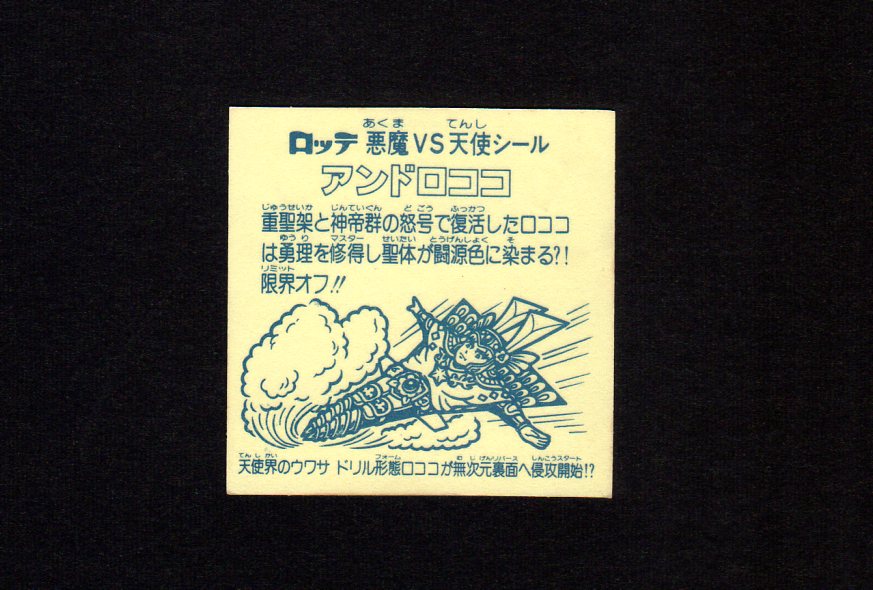 あくま てんし
ロッテ 悪魔VS天使シール
アンドロココ
じゅうせいか じんていぐん どごう ふっかつ
重聖架と神帝群の怒号で復活したロココ
ゆうり マスター せいたい とうげんしょく そ
は勇理を修得し聖体が闘源色に染まる?!
リミット
限界オフ!!
てんしかい フォーム むじげんリバース しんこうスタート
天使界のウワサ ドリル形態ロココが無次元裏面へ侵攻開始!?